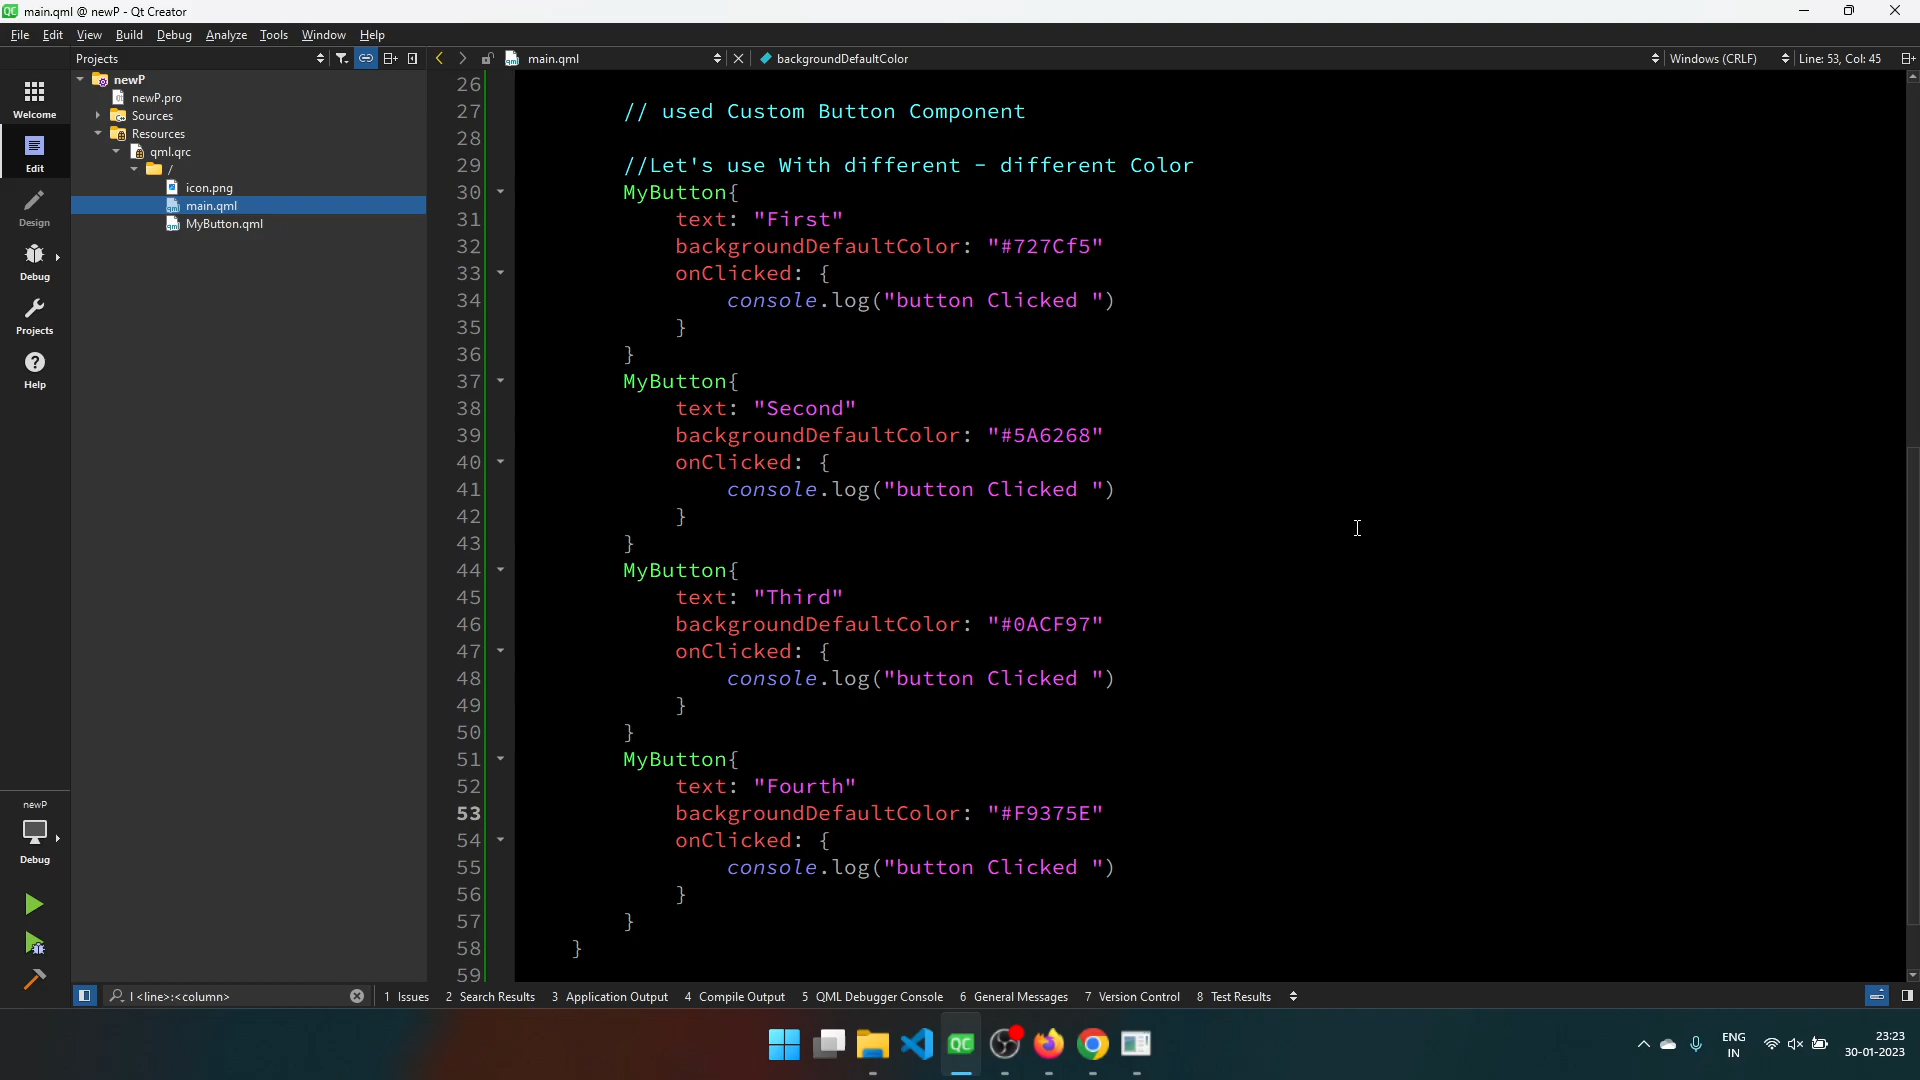 main.qml @ newP - Qt Creator
File Edit View Build Debug Analyze Tools Window Help
Projects main.qml backgroundDefaultColor Windows (CRLF) Line: 53, Col: 45
newP
newP.pro
Sources
Resources
qml.qrc
/
icon.png
main.qml
MyButton.qml
Welcome
Edit
Design
Debug
Projects
Help
newP
Debug
26
27 // used Custom Button Component
28
29 //Let's use With different - different Color
30 MyButton{
31 text: "First"
32 backgroundDefaultColor: "#727Cf5"
33 onClicked: {
34 console.log("button Clicked ")
35 }
36 }
37 MyButton{
38 text: "Second"
39 backgroundDefaultColor: "#5A6268"
40 onClicked: {
41 console.log("button Clicked ")
42 }
43 }
44 MyButton{
45 text: "Third"
46 backgroundDefaultColor: "#0ACF97"
47 onClicked: {
48 console.log("button Clicked ")
49 }
50 }
51 MyButton{
52 text: "Fourth"
53 backgroundDefaultColor: "#F9375E"
54 onClicked: {
55 console.log("button Clicked ")
56 }
57 }
58 }
59
l <line>:<column> 1 Issues 2 Search Results 3 Application Output 4 Compile Output 5 QML Debugger Console 6 General Messages 7 Version Control 8 Test Results
ENG
IN
23:23
30-01-2023